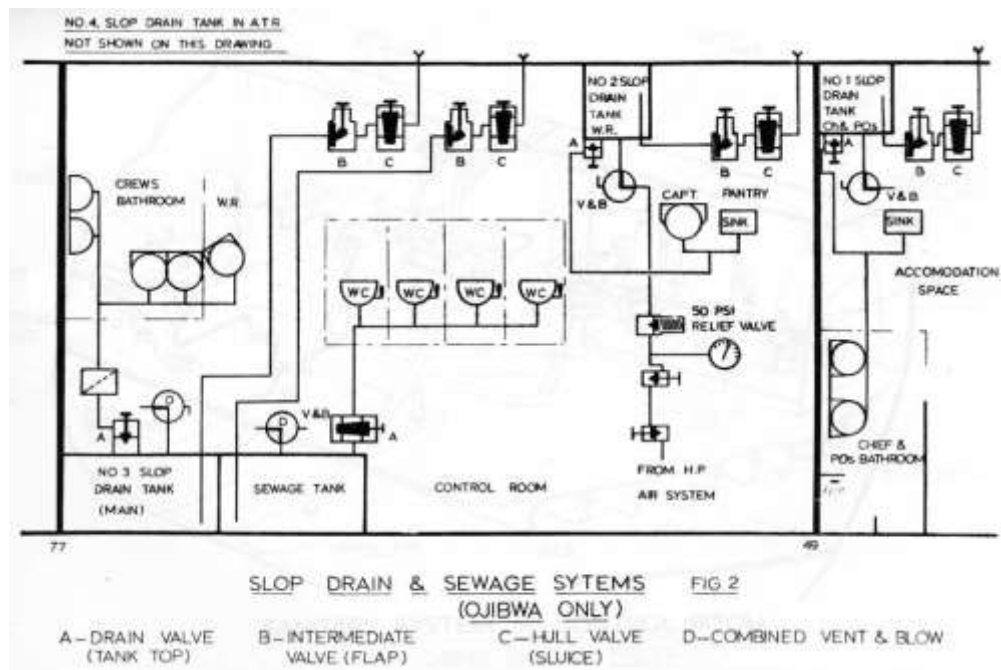 NO.4, SLOP DRAIN TANK IN A.T.R.
NOT SHOWN ON THIS DRAWING
NO 2 SLOP
DRAIN
TANK
W.R.
NO 1 SLOP
DRAIN
TANK
Ch& POs
A
A
B
C
B
C
B
C
B
C
CREWS
BATHROOM
W.R.
V&B
CAPT
PANTRY
SINK
V&B
SINK
ACCOMODATION
SPACE
WC
WC
WC
WC
50 PSI
RELIEF VALVE
D
A
D
V&B
A
NO 3 SLOP
DRAIN TANK
(MAIN)
SEWAGE TANK
CONTROL ROOM
FROM H.P
AIR SYSTEM
CHIEF &
POs BATHROOM
77
49
SLOP DRAIN & SEWAGE SYTEMS FIG 2
(OJIBWA ONLY)
A-DRAIN VALVE
(TANK TOP)
B-INTERMEDIATE
VALVE (FLAP)
C-HULL VALVE
(SLUICE)
D-COMBINED VENT & BLOW